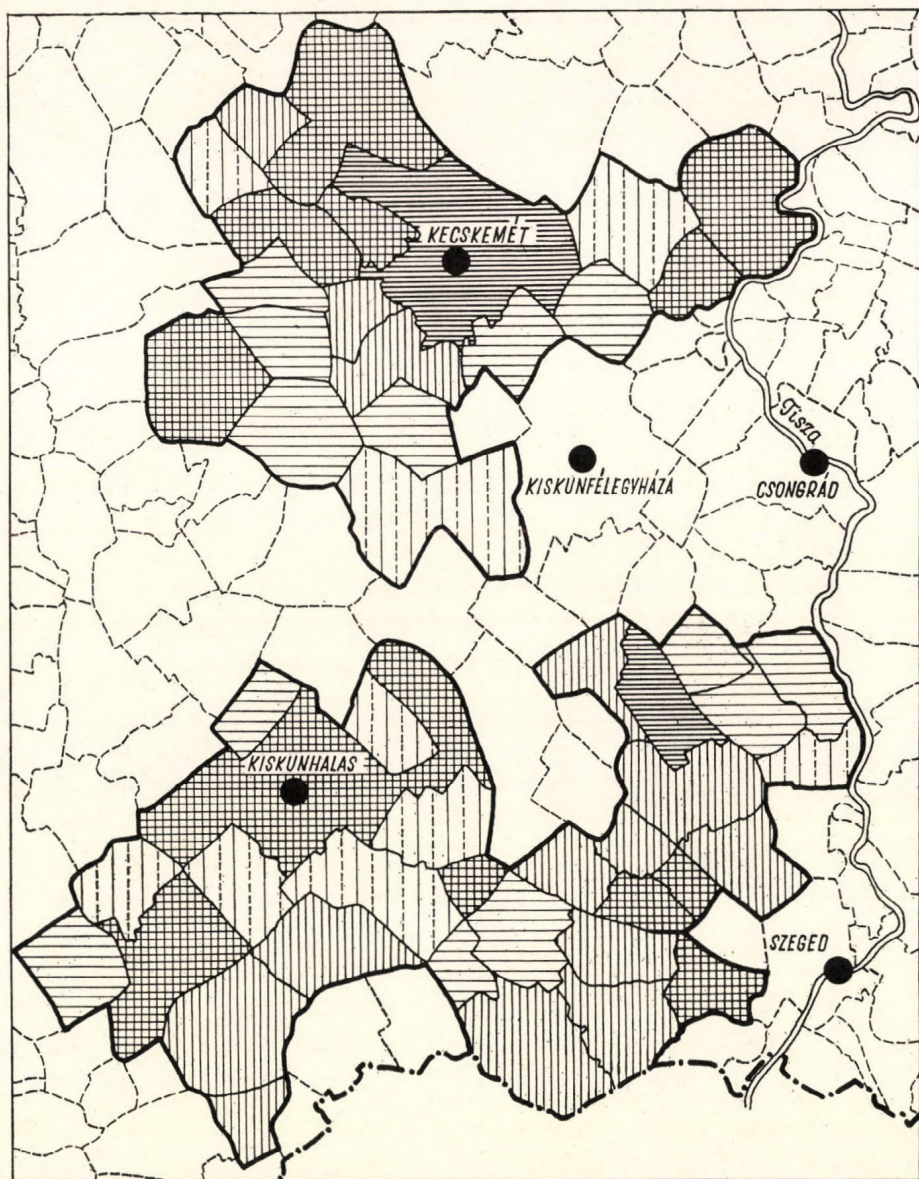 KECSKEMÉT
Tisza
KISKUNFÉLEGYHÁZA
CSONGRÁD
KISKUNHALAS
SZEGED